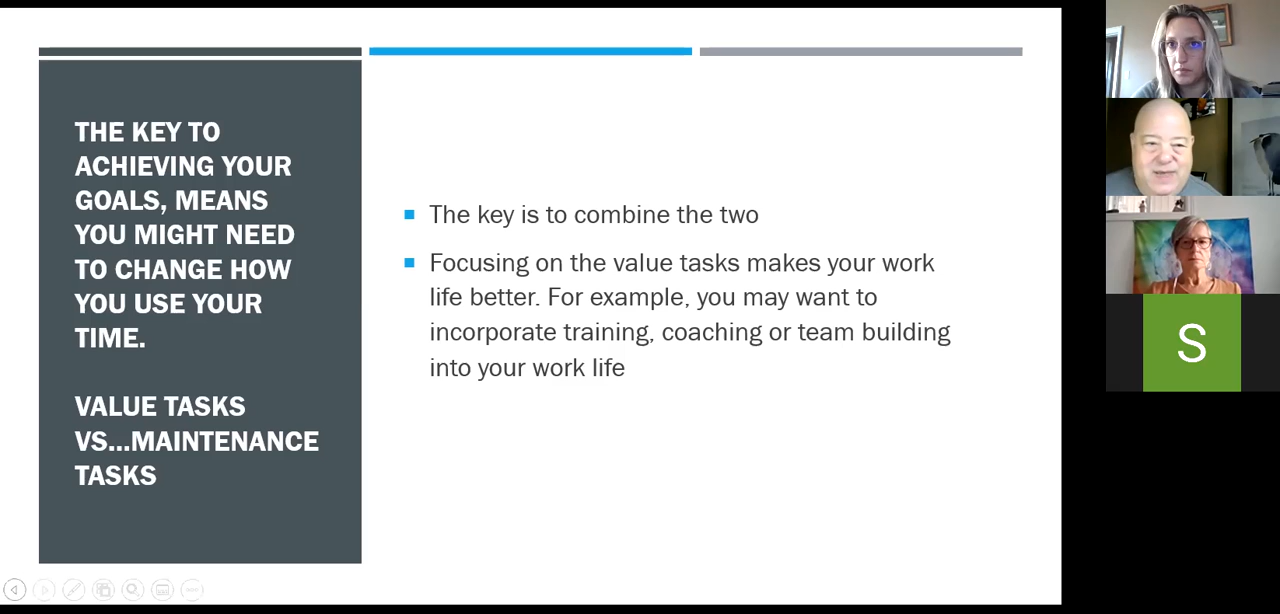 THE KEY TO
ACHIEVING YOUR
GOALS, MEANS
YOU MIGHT NEED
TO CHANGE HOW
YOU USE YOUR
TIME.
VALUE TASKS
VS...MAINTENANCE
TASKS
The key is to combine the two
Focusing on the value tasks makes your work
life better. For example, you may want to
incorporate training, coaching or team building
into your work life
S